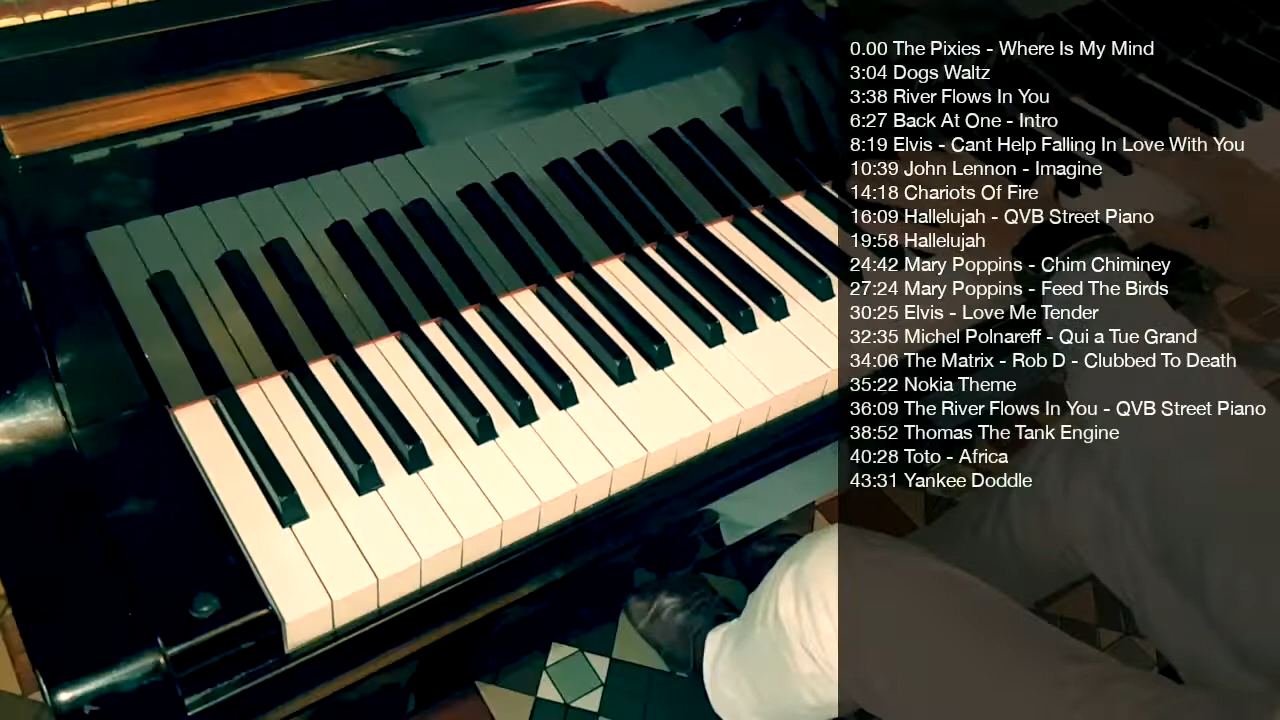 0.00 The Pixies - Where Is My Mind
3:04 Dogs Waltz
3:38 River Flows In You
6:27 Back At One - Intro
8:19 Elvis - Cant Help Falling In Love With You
10:39 John Lennon - Imagine
14:18 Chariots Of Fire
16:09 Hallelujah - QVB Street Piano
19:58 Hallelujah
24:42 Mary Poppins - Chim Chiminey
27:24 Mary Poppins - Feed The Birds
30:25 Elvis - Love Me Tender
32:35 Michel Polnareff - Qui a Tue Grand
34:06 The Matrix - Rob D - Clubbed To Death
35:22 Nokia Theme
36:09 The River Flows In You - QVB Street Piano
38:52 Thomas The Tank Engine
40:28 Toto - Africa
43:31 Yankee Doddle